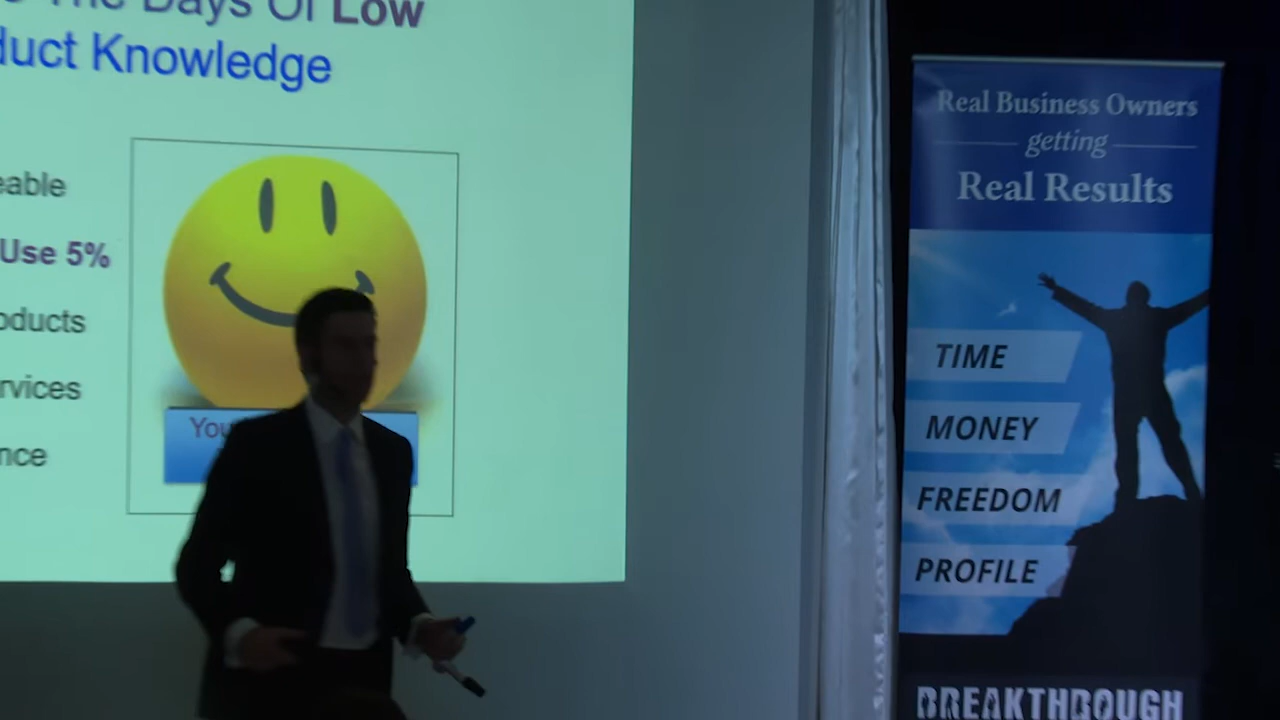 The Days Of Low
duct Knowledge
eable
Use 5%
oducts
rvices
nce
You
Real Business Owners
getting
Real Results
TIME
MONEY
FREEDOM
PROFILE
BREAKTHROUGH